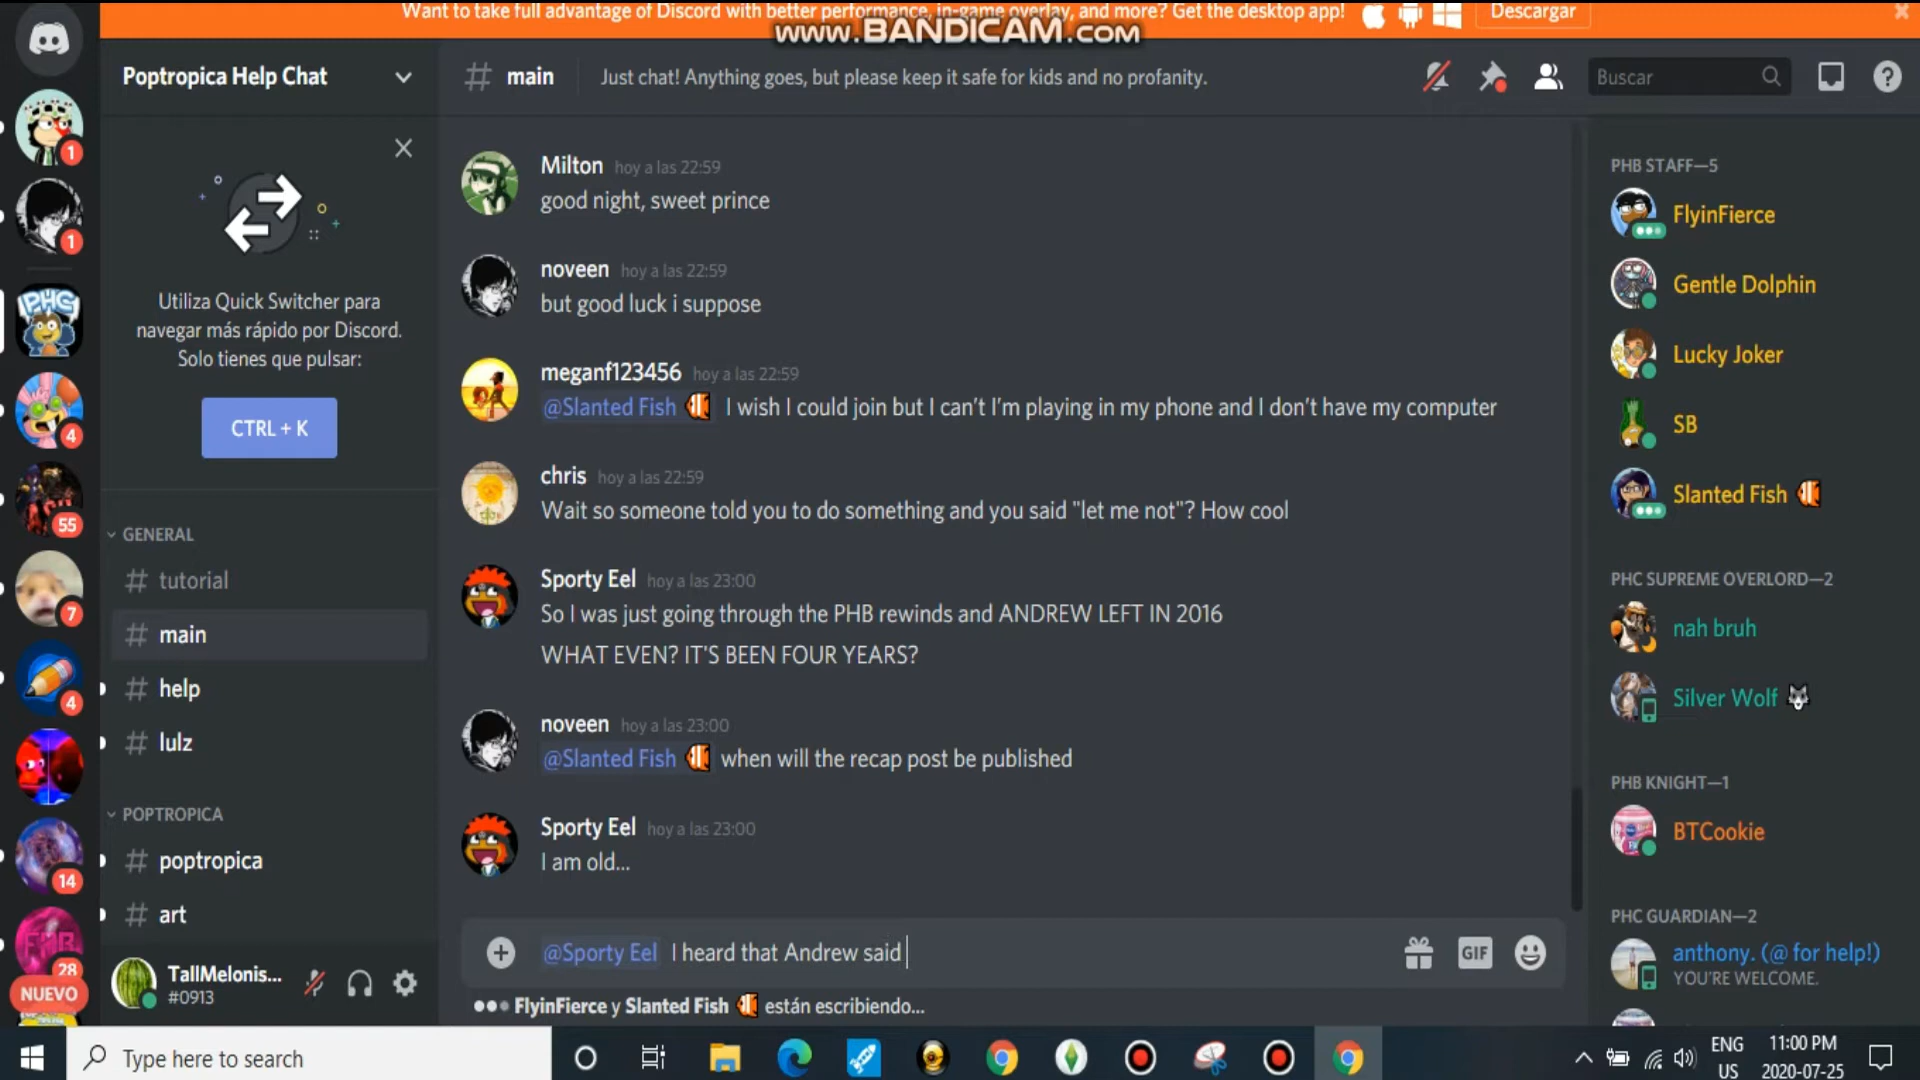 Want to take full advantage of Discord with better performance, in-game overlay, and more? Get the desktop app!
Descargar
www.BANDICAM.com
Poptropica Help Chat
main
Just chat! Anything goes, but please keep it safe for kids and no profanity.
Buscar
1
1
PHC
4
55
7
4
14
28
NUEVO
Utiliza Quick Switcher para
navegar más rápido por Discord.
Solo tienes que pulsar:
CTRL + K
GENERAL
# tutorial
# main
# help
# lulz
POPTROPICA
# poptropica
# art
TallMelonis...
#0913
Milton hoy a las 22:59
good night, sweet prince
noveen hoy a las 22:59
but good luck i suppose
meganf123456 hoy a las 22:59
@Slanted Fish I wish I could join but I can't I'm playing in my phone and I don't have my computer
chris hoy a las 22:59
Wait so someone told you to do something and you said "let me not"? How cool
Sporty Eel hoy a las 23:00
So I was just going through the PHB rewinds and ANDREW LEFT IN 2016
WHAT EVEN? IT'S BEEN FOUR YEARS?
noveen hoy a las 23:00
@Slanted Fish when will the recap post be published
Sporty Eel hoy a las 23:00
I am old...
@Sporty Eel I heard that Andrew said
GIF
FlyinFierce y Slanted Fish están escribiendo...
PHB STAFF—5
FlyinFierce
Gentle Dolphin
Lucky Joker
SB
Slanted Fish
PHC SUPREME OVERLORD—2
nah bruh
Silver Wolf
PHB KNIGHT—1
BTCookie
PHC GUARDIAN—2
anthony. (@ for help!)
YOU'RE WELCOME.
Type here to search
ENG
US
11:00 PM
2020-07-25